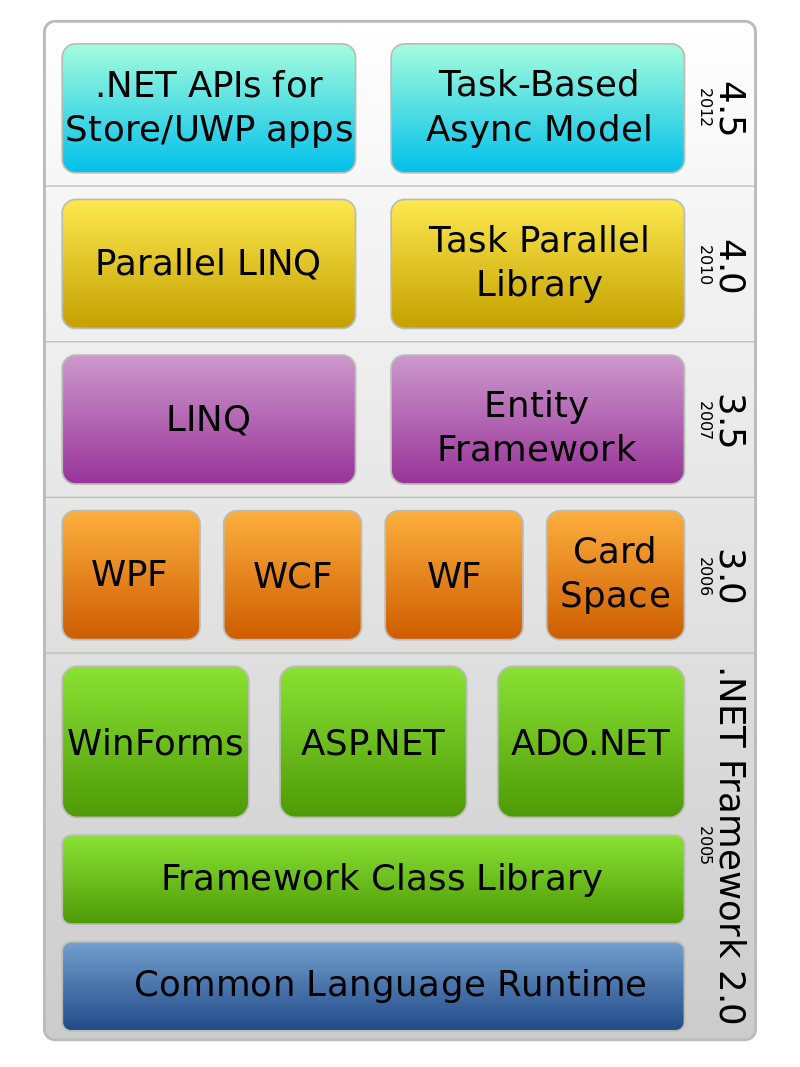 .NET APIs for
Store/UWP apps
Task-Based
Async Model
4.5
2012
Parallel LINQ
Task Parallel
Library
4.0
2010
LINQ
Entity
Framework
3.5
2007
WPF
WCF
WF
Card
Space
3.0
2006
WinForms
ASP.NET
ADO.NET
Framework Class Library
Common Language Runtime
.NET Framework 2.0
2005